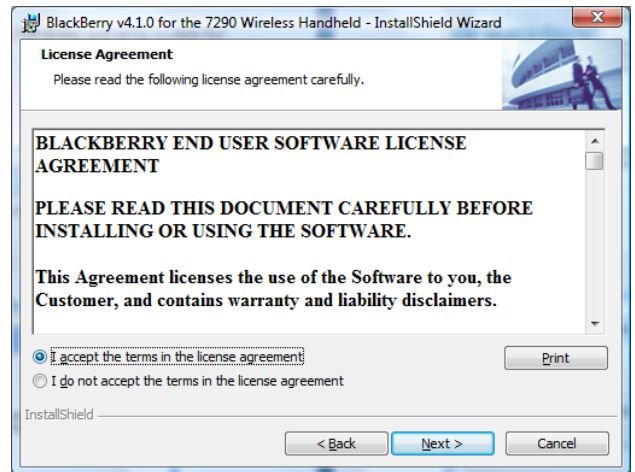 BlackBerry v4.1.0 for the 7290 Wireless Handheld - InstallShield Wizard
License Agreement
Please read the following license agreement carefully.
BLACKBERRY END USER SOFTWARE LICENSE
AGREEMENT
PLEASE READ THIS DOCUMENT CAREFULLY BEFORE
INSTALLING OR USING THE SOFTWARE.
This Agreement licenses the use of the Software to you, the
Customer, and contains warranty and liability disclaimers.
I accept the terms in the license agreement
Print
I do not accept the terms in the license agreement
InstallShield
< Back
Next >
Cancel